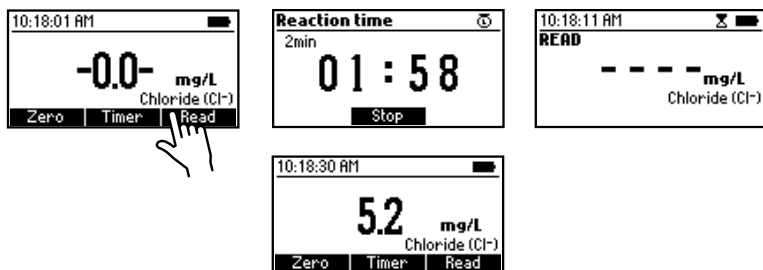 10:18:01 AM
-0.0- mg/L
Chloride (Cl-)
Zero Timer Read
Reaction time
2min
01:58
Stop
10:18:11 AM
READ
- - - - mg/L
Chloride (Cl-)
10:18:30 AM
5.2 mg/L
Chloride (Cl-)
Zero Timer Read